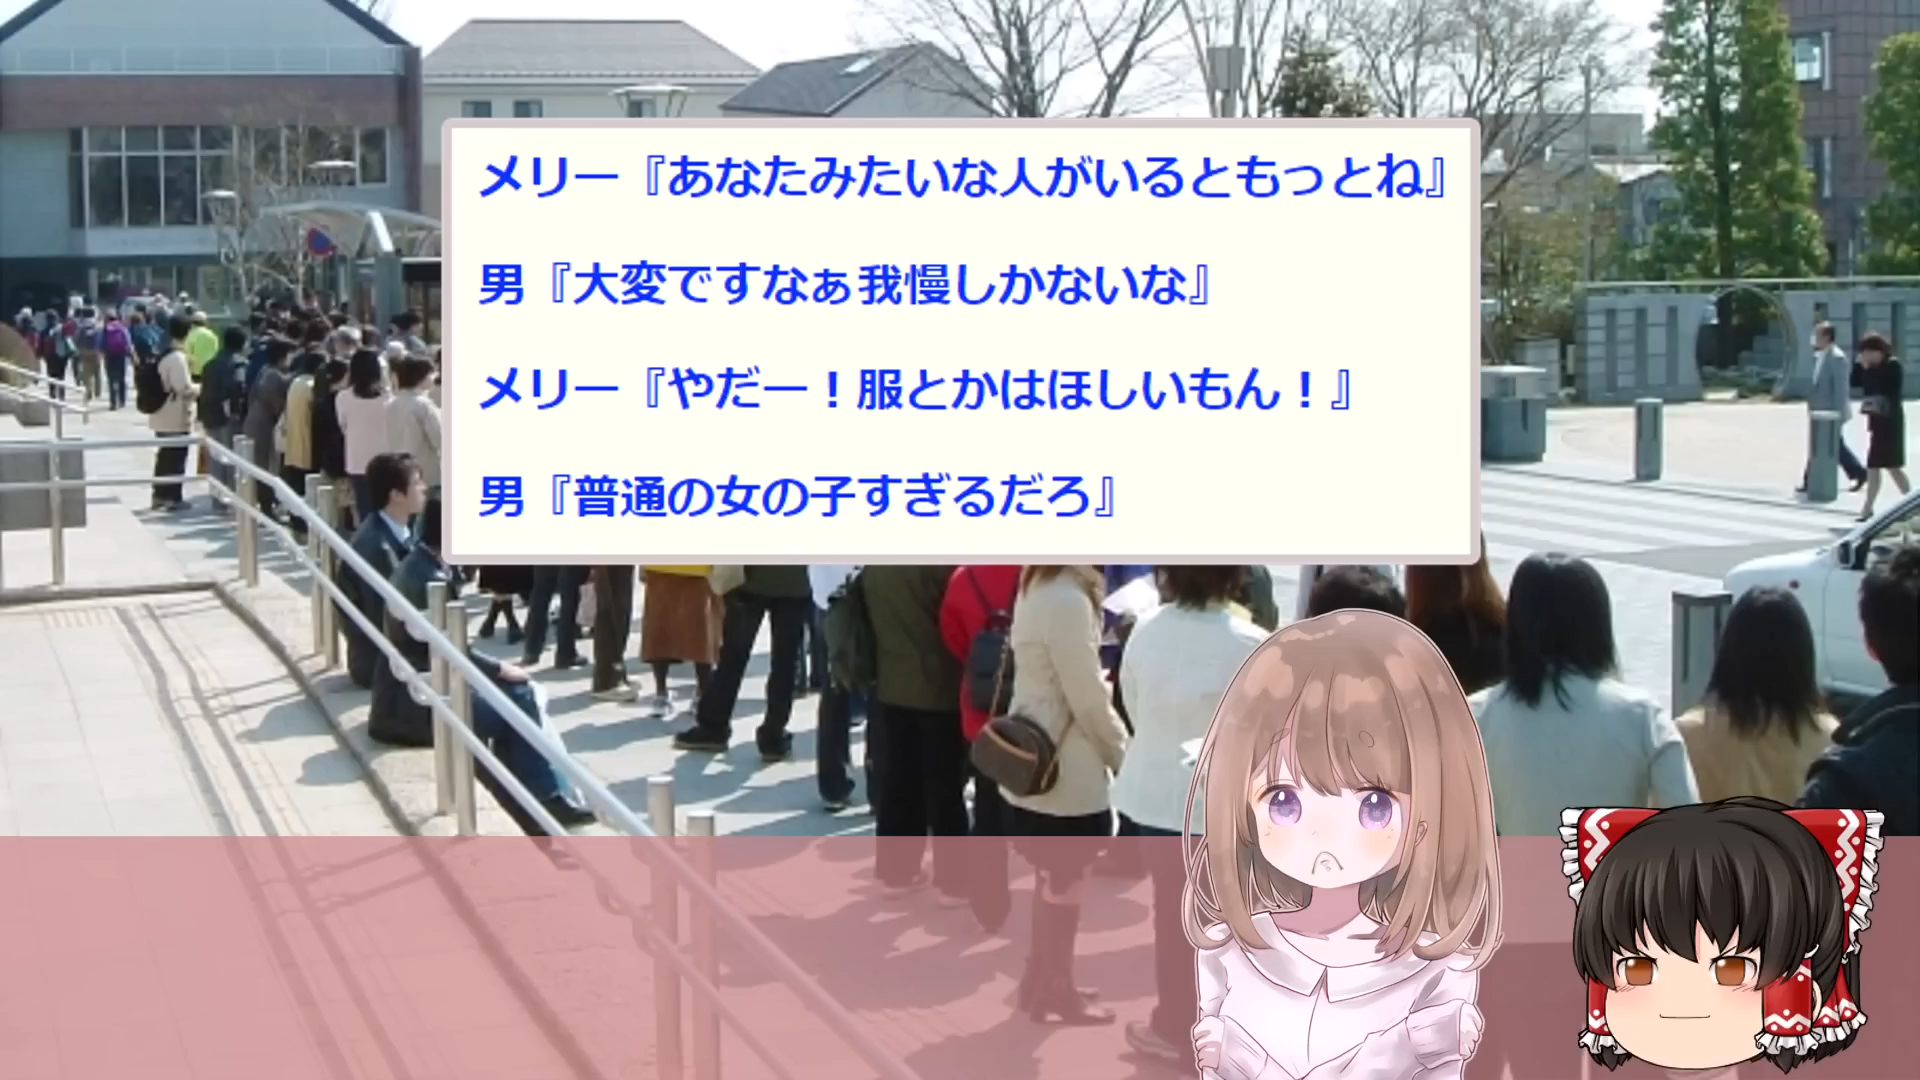 メリー『あなたみたいな人がいるともっとね』
男『大変ですなぁ我慢しかないな』
メリー『やだー！服とかはほしいもん！』
男『普通の女の子すぎるだろ』